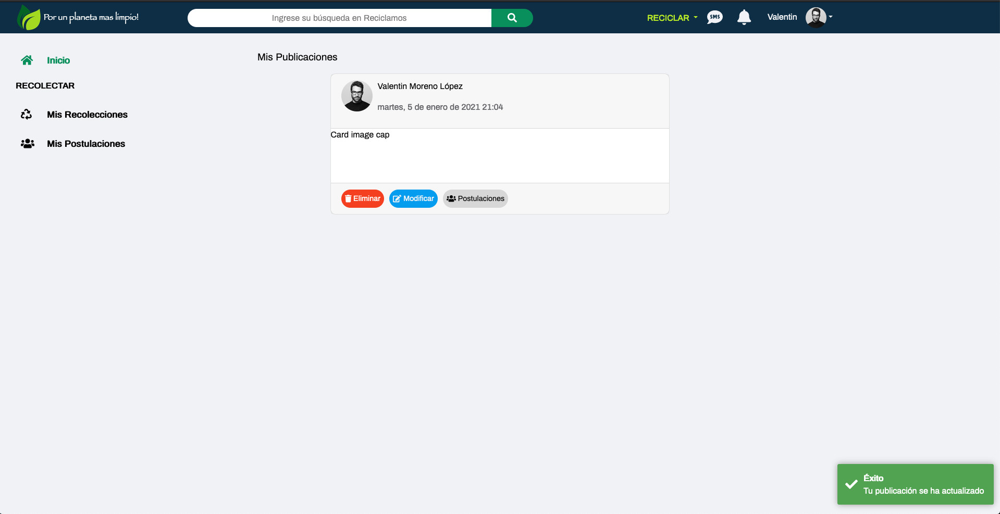 Por un planeta mas limpio!
Ingrese su búsqueda en Reciclamos
RECICLAR
SMS
Valentin
Inicio
RECOLECTAR
Mis Recolecciones
Mis Postulaciones
Mis Publicaciones
Valentin Moreno López
martes, 5 de enero de 2021 21:04
Card image cap
Eliminar
Modificar
Postulaciones
Éxito
Tu publicación se ha actualizado